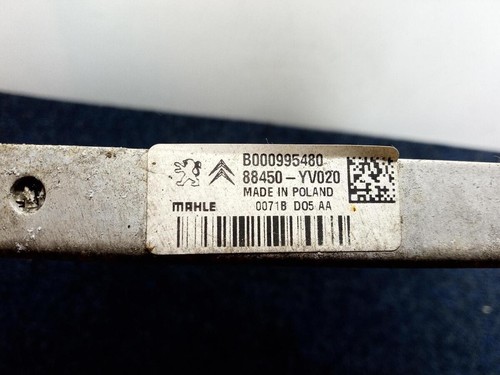 B000995480
88450-YV020
MADE IN POLAND
MAHLE 0071B D05 AA